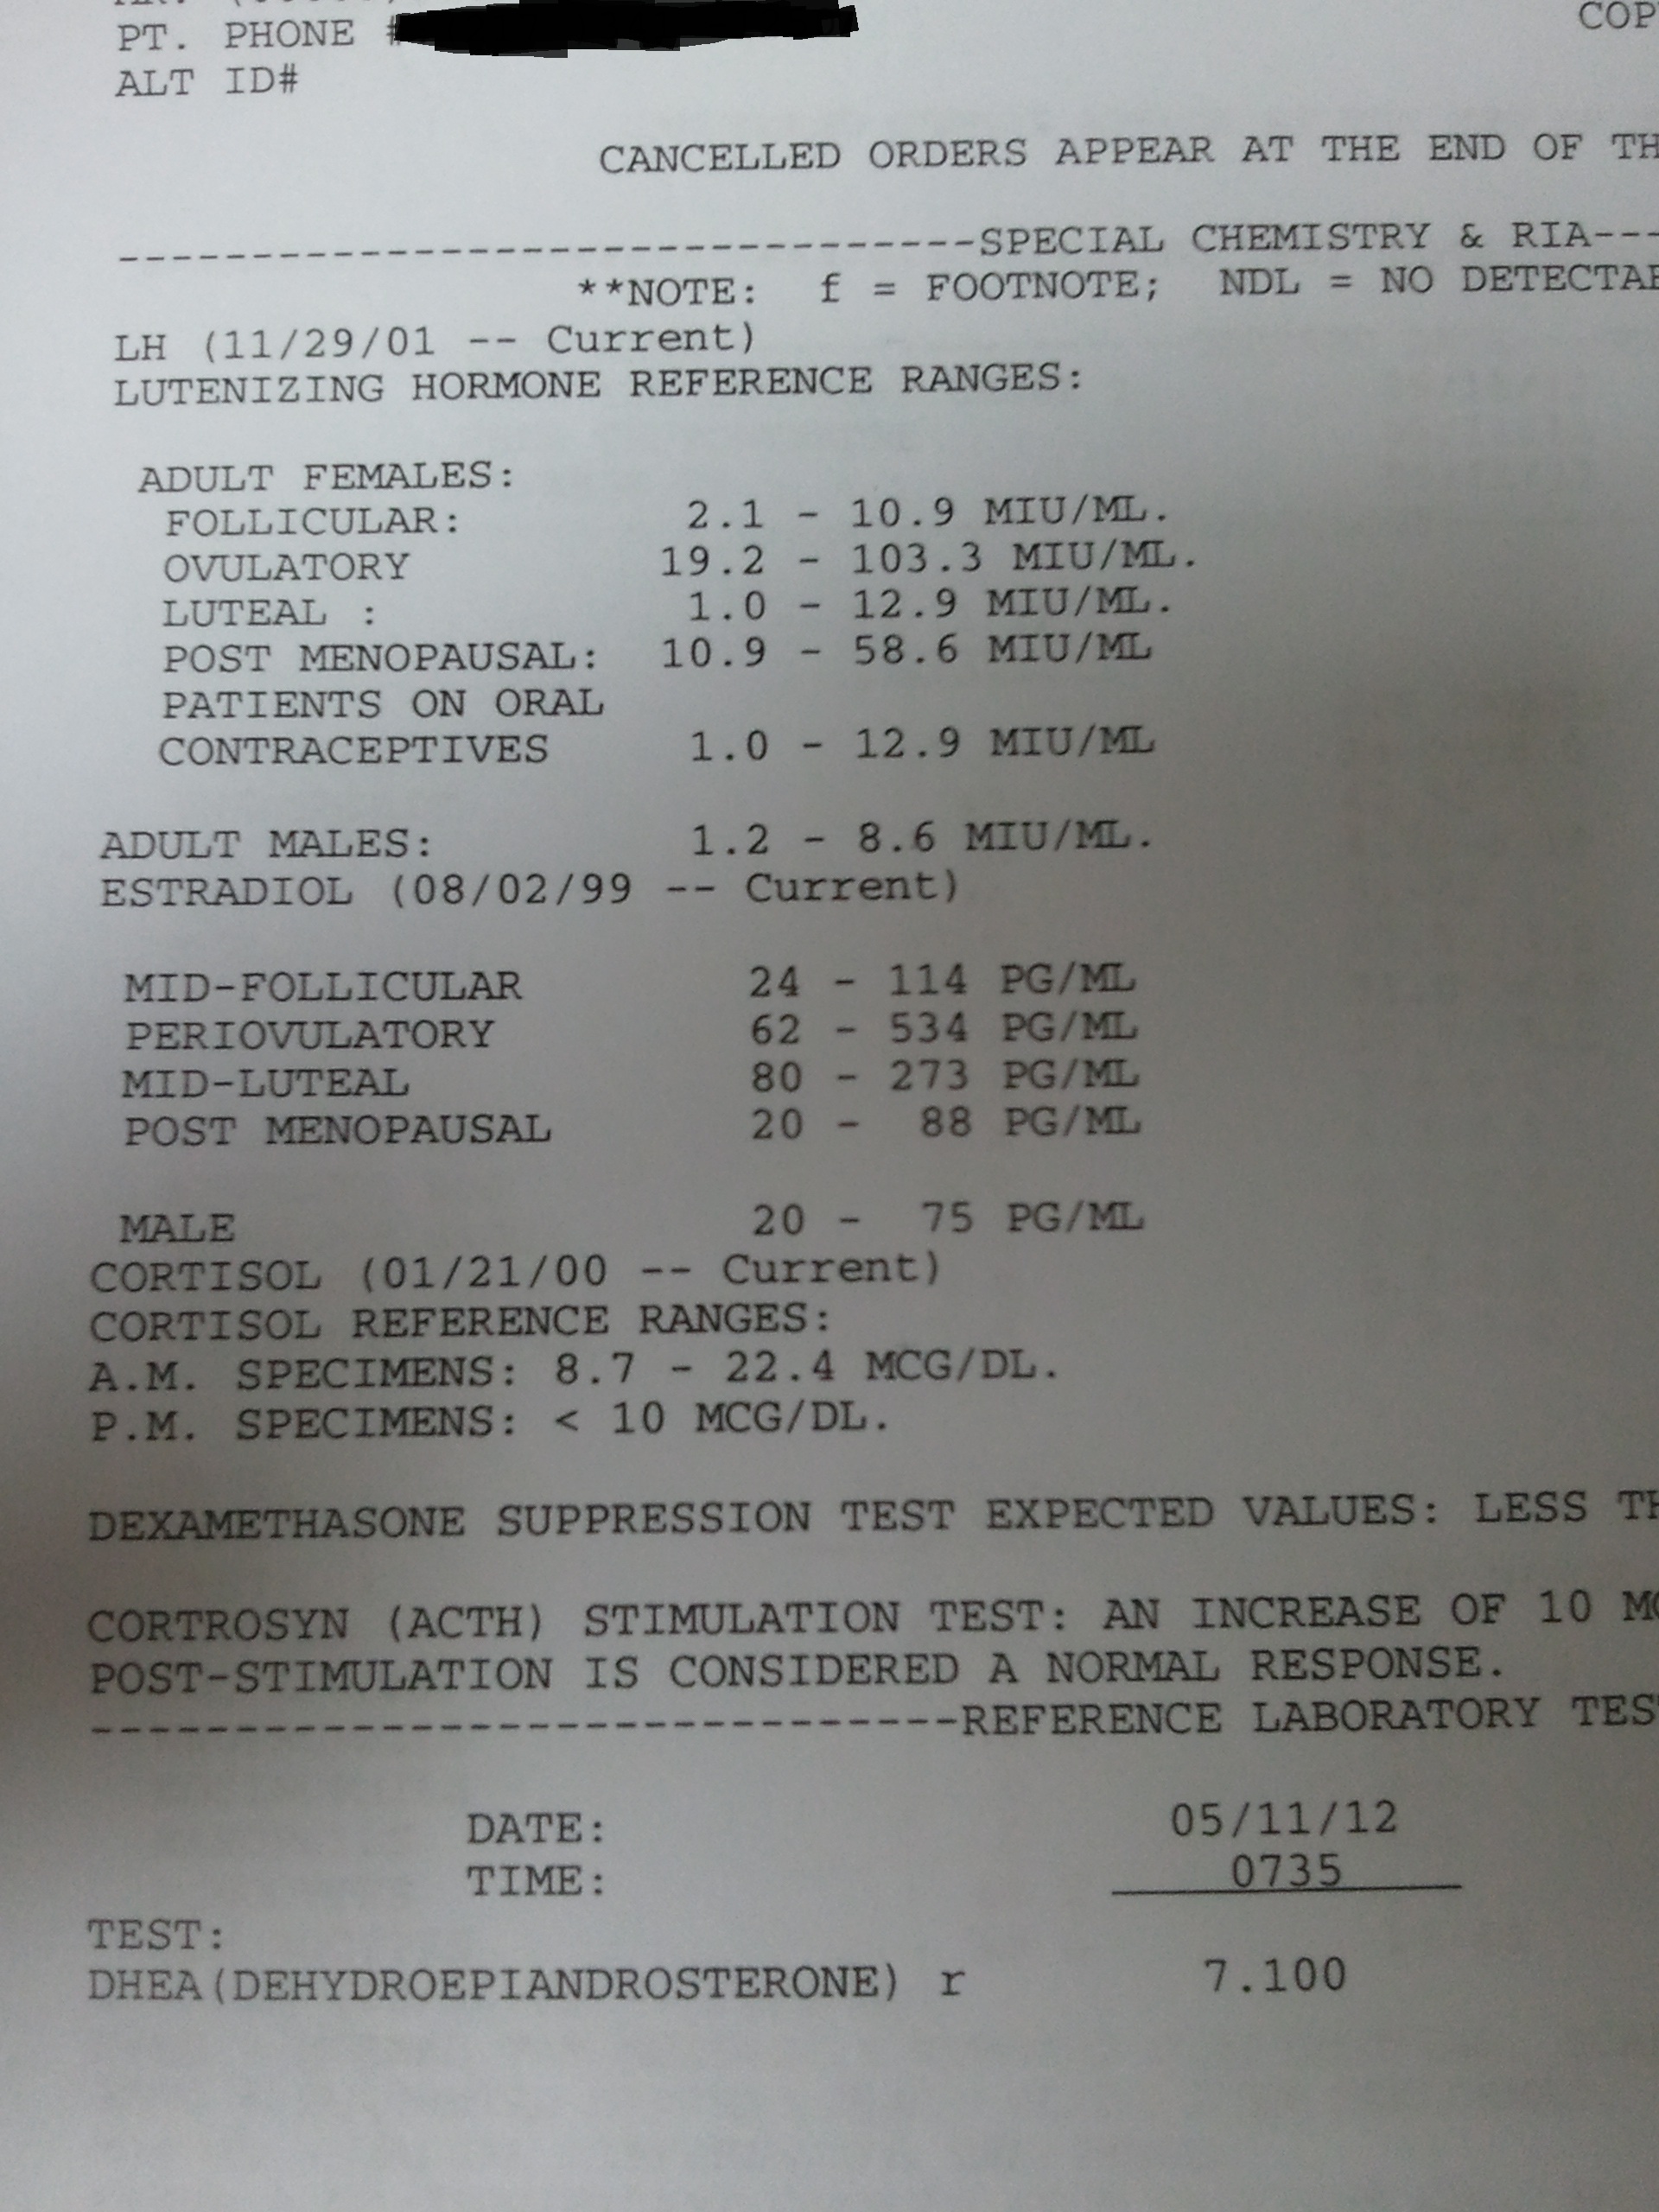 PT. PHONE #
COP
ALT ID#
CANCELLED ORDERS APPEAR AT THE END OF TH
-------------------------------SPECIAL CHEMISTRY & RIA---
**NOTE: f = FOOTNOTE; NDL = NO DETECTAB
LH (11/29/01 -- Current)
LUTENIZING HORMONE REFERENCE RANGES:
ADULT FEMALES:
FOLLICULAR: 2.1 - 10.9 MIU/ML.
OVULATORY 19.2 - 103.3 MIU/ML.
LUTEAL : 1.0 - 12.9 MIU/ML.
POST MENOPAUSAL: 10.9 - 58.6 MIU/ML
PATIENTS ON ORAL
CONTRACEPTIVES 1.0 - 12.9 MIU/ML
ADULT MALES: 1.2 - 8.6 MIU/ML.
ESTRADIOL (08/02/99 -- Current)
MID-FOLLICULAR 24 - 114 PG/ML
PERIOVULATORY 62 - 534 PG/ML
MID-LUTEAL 80 - 273 PG/ML
POST MENOPAUSAL 20 - 88 PG/ML
MALE 20 - 75 PG/ML
CORTISOL (01/21/00 -- Current)
CORTISOL REFERENCE RANGES:
A.M. SPECIMENS: 8.7 - 22.4 MCG/DL.
P.M. SPECIMENS: < 10 MCG/DL.
DEXAMETHASONE SUPPRESSION TEST EXPECTED VALUES: LESS TH
CORTROSYN (ACTH) STIMULATION TEST: AN INCREASE OF 10 MC
POST-STIMULATION IS CONSIDERED A NORMAL RESPONSE.
-------------------------------REFERENCE LABORATORY TES
DATE: 05/11/12
TIME: 0735
TEST:
DHEA(DEHYDROEPIANDROSTERONE) r 7.100